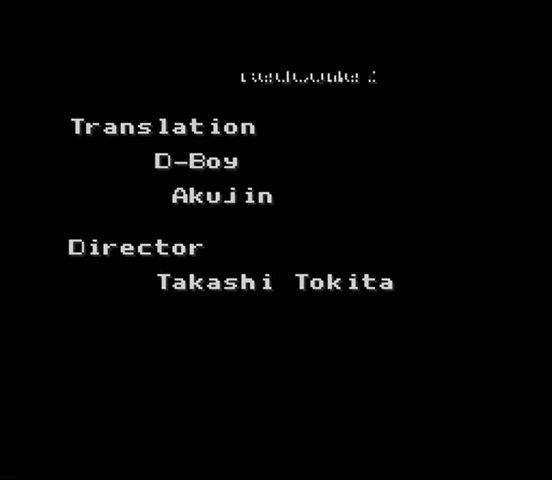 Translation
D-Boy
Akujin
Director
Takashi Tokita